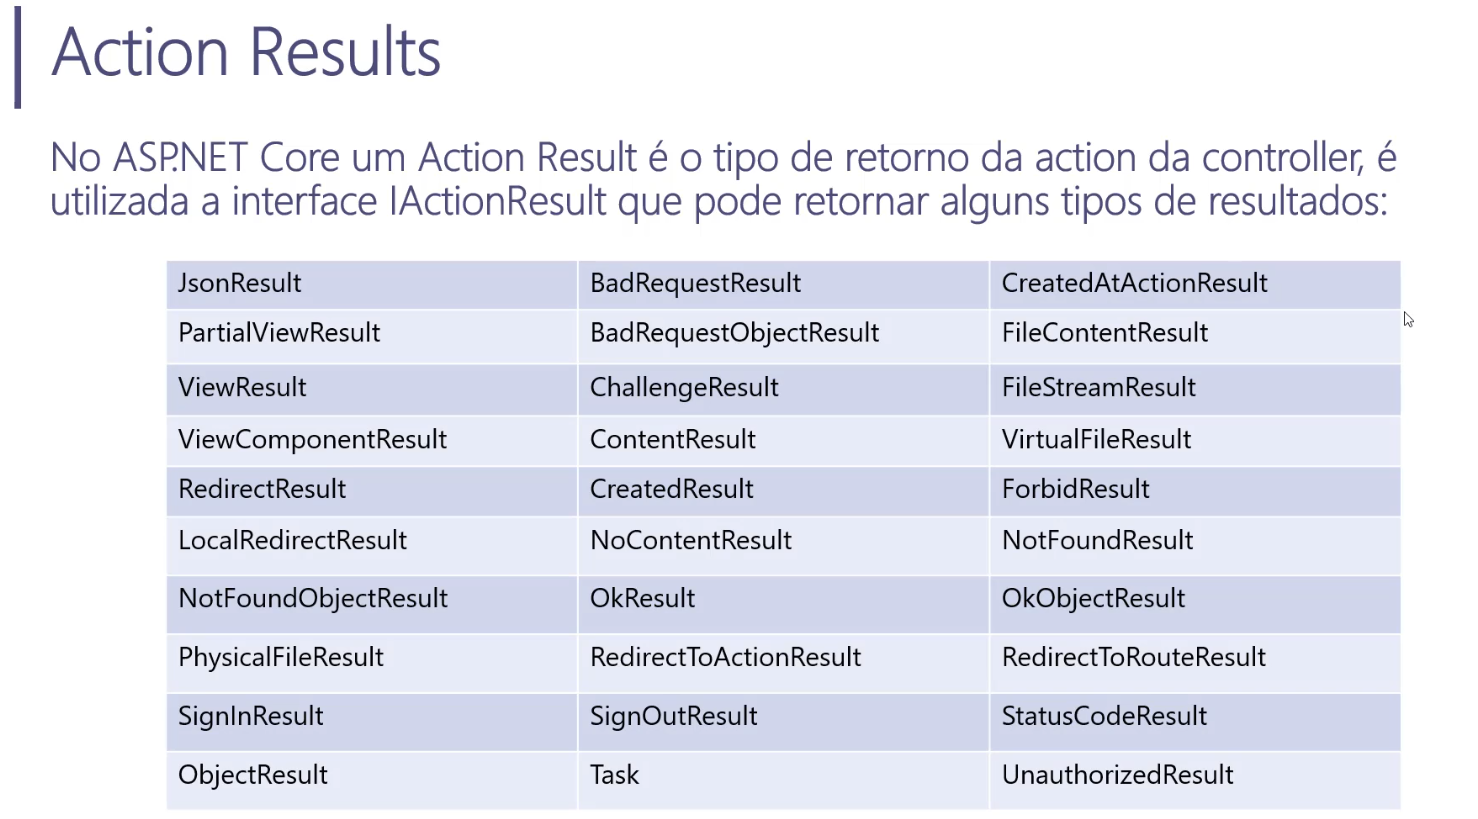 Action Results
No ASP.NET Core um Action Result é o tipo de retorno da action da controller, é
utilizada a interface IActionResult que pode retornar alguns tipos de resultados:
JsonResult BadRequestResult CreatedAtActionResult
PartialViewResult BadRequestObjectResult FileContentResult
ViewResult ChallengeResult FileStreamResult
ViewComponentResult ContentResult VirtualFileResult
RedirectResult CreatedResult ForbidResult
LocalRedirectResult NoContentResult NotFoundResult
NotFoundObjectResult OkResult OkObjectResult
PhysicalFileResult RedirectToActionResult RedirectToRouteResult
SignInResult SignOutResult StatusCodeResult
ObjectResult Task UnauthorizedResult